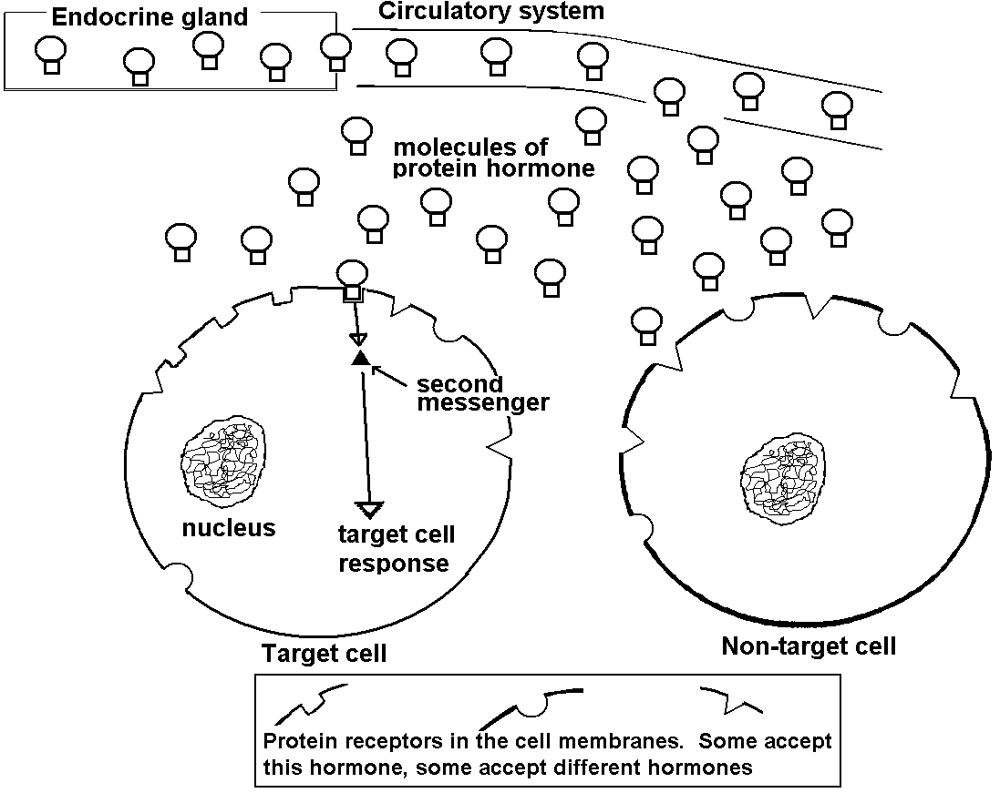 Endocrine gland
Circulatory system
molecules of
protein hormone
second
messenger
nucleus
target cell
response
Target cell
Non-target cell
Protein receptors in the cell membranes. Some accept
this hormone, some accept different hormones